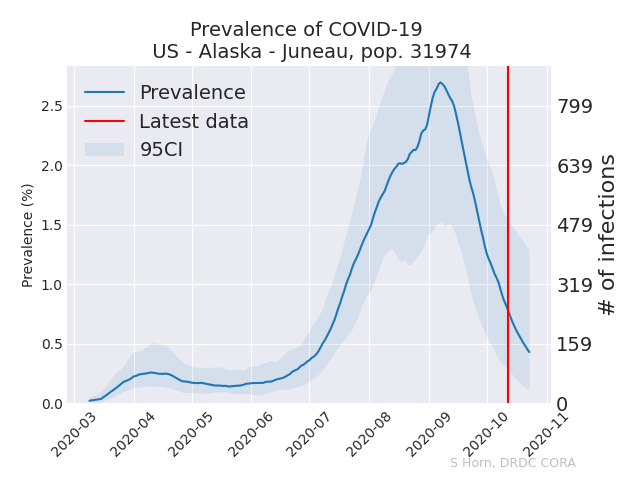 Prevalence of COVID-19
US - Alaska - Juneau, pop. 31974
Prevalence
Latest data
95CI
Prevalence (%)
2.5
2.0
1.5
1.0
0.5
0.0
799
639
479
319
159
0
# of infections
2020-03
2020-04
2020-05
2020-06
2020-07
2020-08
2020-09
2020-10
2020-11
S Horn, DRDC CORA